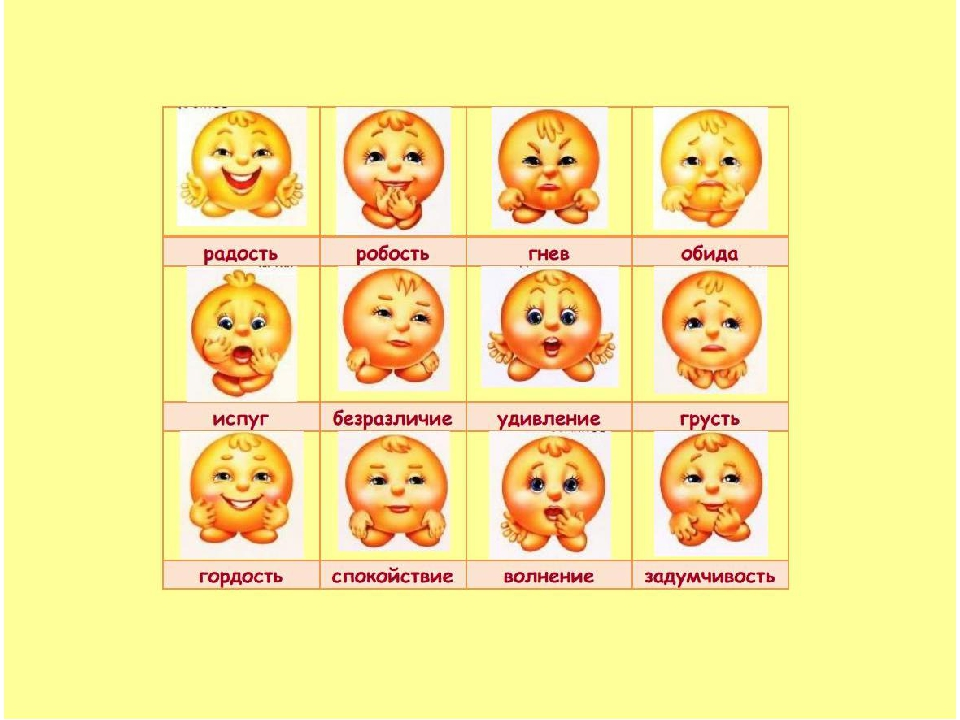 радость робость гнев обида
испуг безразличие удивление грусть
гордость спокойствие волнение задумчивость